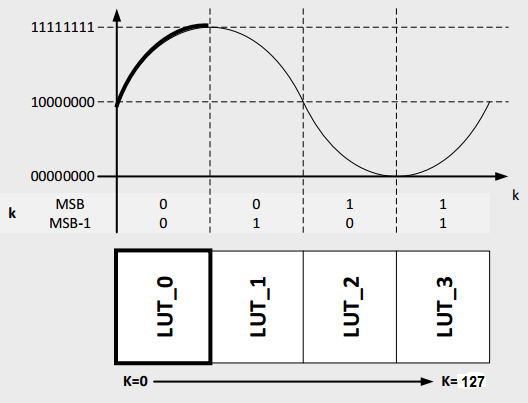 11111111
10000000
00000000
k
k MSB 0 0 1 1
MSB-1 0 1 0 1
LUT_0 LUT_1 LUT_2 LUT_3
K=0 K= 127